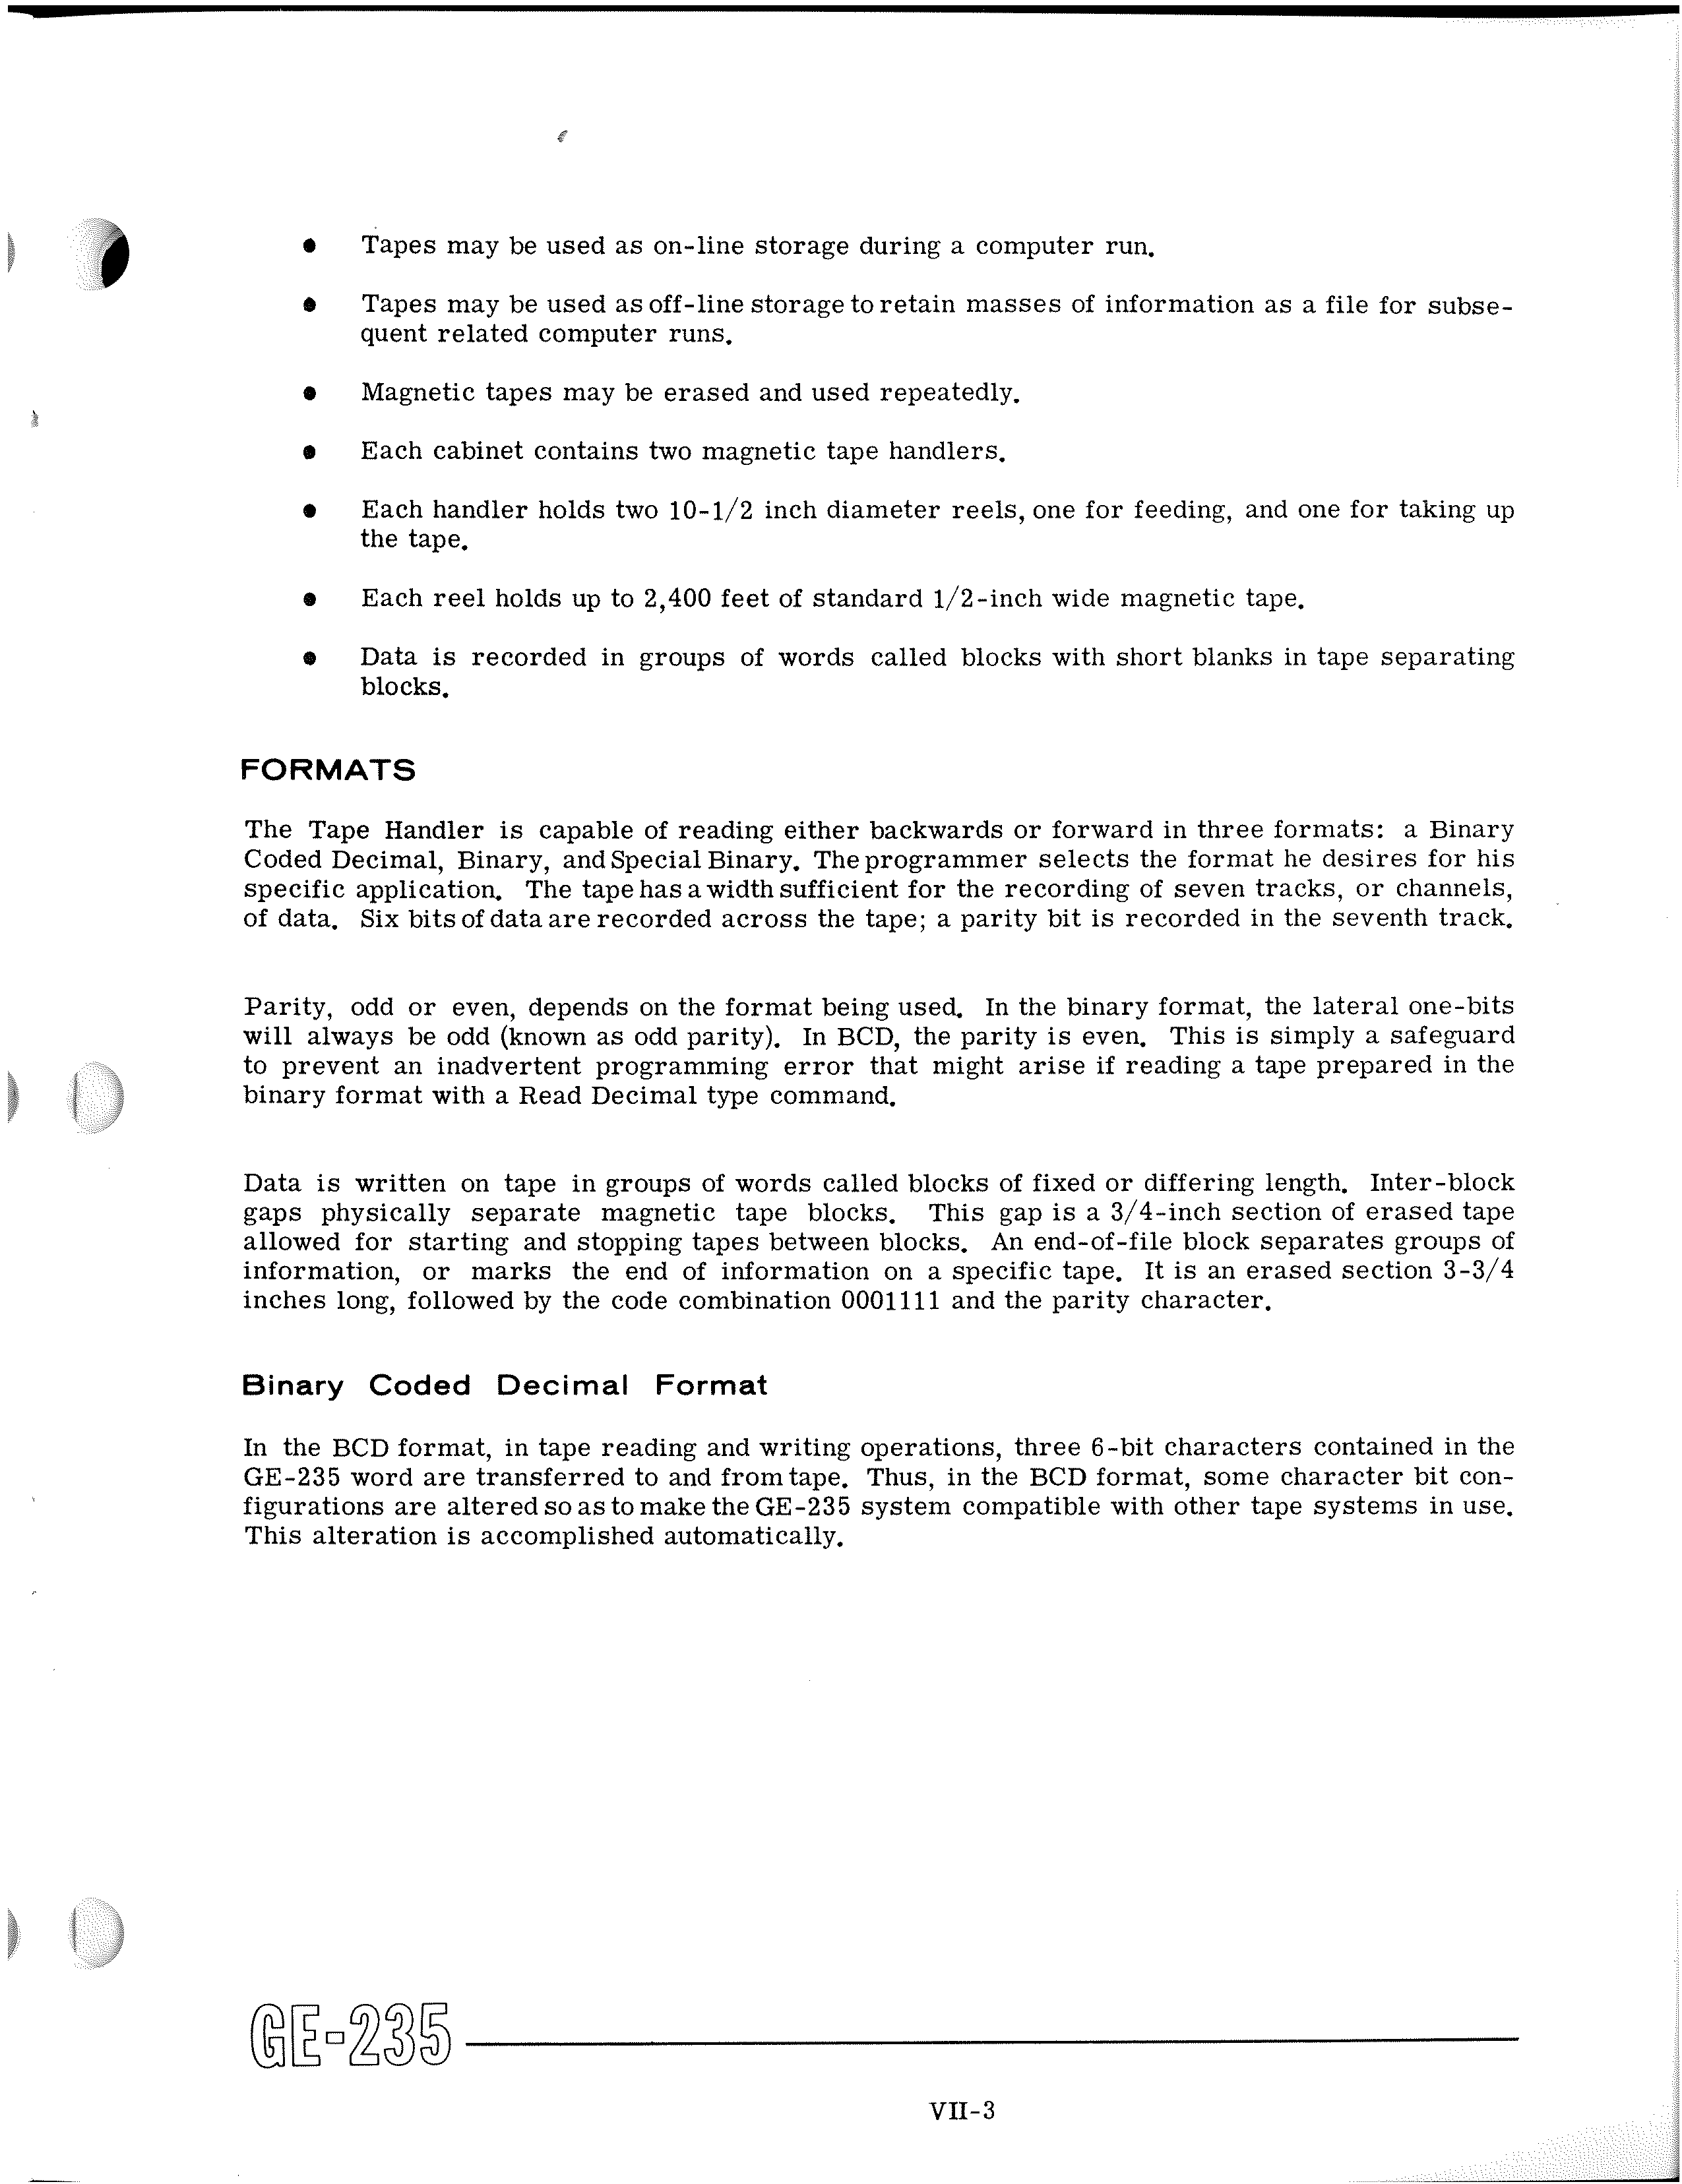 • Tapes may be used as on-line storage during a computer run.
• Tapes may be used as off-line storage to retain masses of information as a file for subse-
quent related computer runs.
• Magnetic tapes may be erased and used repeatedly.
• Each cabinet contains two magnetic tape handlers.
• Each handler holds two 10-1/2 inch diameter reels, one for feeding, and one for taking up
the tape.
• Each reel holds up to 2,400 feet of standard 1/2-inch wide magnetic tape.
• Data is recorded in groups of words called blocks with short blanks in tape separating
blocks.
FORMATS
The Tape Handler is capable of reading either backwards or forward in three formats: a Binary
Coded Decimal, Binary, and Special Binary. The programmer selects the format he desires for his
specific application. The tape has a width sufficient for the recording of seven tracks, or channels,
of data. Six bits of data are recorded across the tape; a parity bit is recorded in the seventh track.
Parity, odd or even, depends on the format being used. In the binary format, the lateral one-bits
will always be odd (known as odd parity). In BCD, the parity is even. This is simply a safeguard
to prevent an inadvertent programming error that might arise if reading a tape prepared in the
binary format with a Read Decimal type command.
Data is written on tape in groups of words called blocks of fixed or differing length. Inter-block
gaps physically separate magnetic tape blocks. This gap is a 3/4-inch section of erased tape
allowed for starting and stopping tapes between blocks. An end-of-file block separates groups of
information, or marks the end of information on a specific tape. It is an erased section 3-3/4
inches long, followed by the code combination 0001111 and the parity character.
Binary Coded Decimal Format
In the BCD format, in tape reading and writing operations, three 6-bit characters contained in the
GE-235 word are transferred to and from tape. Thus, in the BCD format, some character bit con-
figurations are altered so as to make the GE-235 system compatible with other tape systems in use.
This alteration is accomplished automatically.
GE-235
VII-3